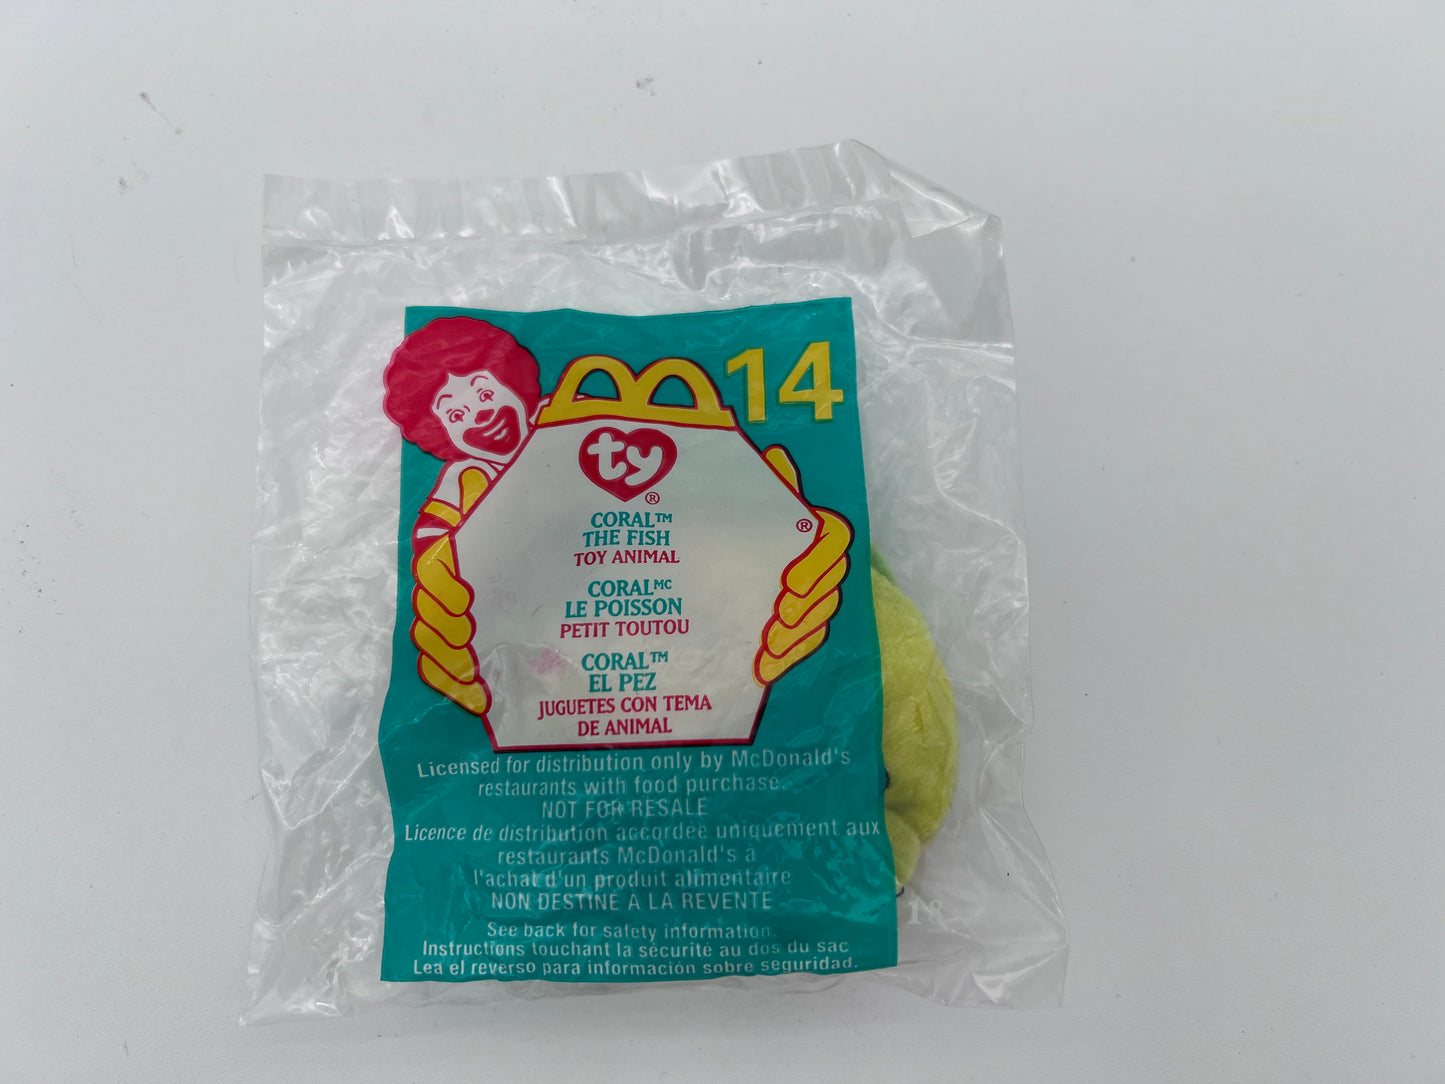 14
ty®
CORAL™
THE FISH
TOY ANIMAL
®
CORALMC
LE POISSON
PETIT TOUTOU
CORAL™
EL PEZ
JUGUETES CON TEMA
DE ANIMAL
Licensed for distribution only by McDonald's
restaurants with food purchase.
NOT FOR RESALE
Licence de distribution accordée uniquement aux
restaurants McDonald's a
l'achat d'un produit alimentaire
NON DESTINÉ À LA REVENTE
See back for safety information.
Instructions touchant la sécurité au dos du sac
Lea el reverso para información sobre seguridad.
18